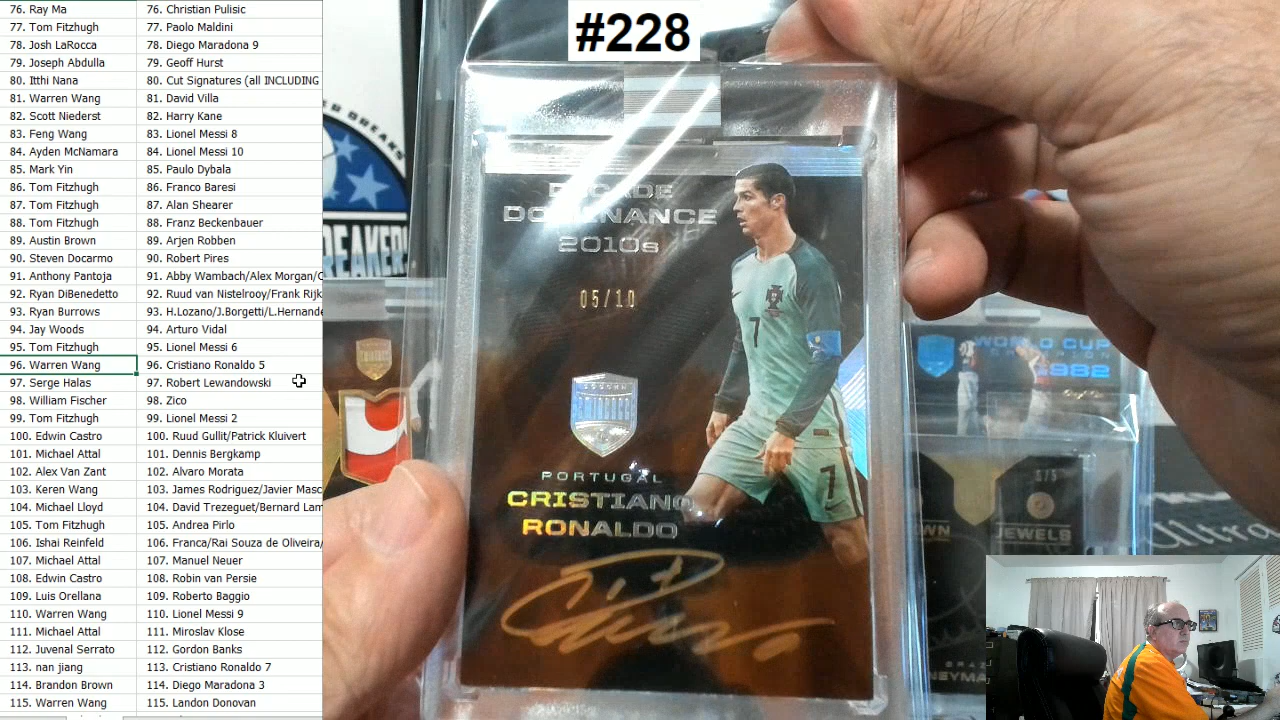 #228
76. Ray Ma 76. Christian Pulisic
77. Tom Fitzhugh 77. Paolo Maldini
78. Josh LaRocca 78. Diego Maradona 9
79. Joseph Abdulla 79. Geoff Hurst
80. Itthi Nana 80. Cut Signatures (all INCLUDING
81. Warren Wang 81. David Villa
82. Scott Niederst 82. Harry Kane
83. Feng Wang 83. Lionel Messi 8
84. Ayden McNamara 84. Lionel Messi 10
85. Mark Yin 85. Paulo Dybala
86. Tom Fitzhugh 86. Franco Baresi
87. Tom Fitzhugh 87. Alan Shearer
88. Tom Fitzhugh 88. Franz Beckenbauer
89. Austin Brown 89. Arjen Robben
90. Steven Docarmo 90. Robert Pires
91. Anthony Pantoja 91. Abby Wambach/Alex Morgan/
92. Ryan DiBenedetto 92. Ruud van Nistelrooy/Frank Rijk
93. Ryan Burrows 93. H.Lozano/J.Borgetti/L.Hernande
94. Jay Woods 94. Arturo Vidal
95. Tom Fitzhugh 95. Lionel Messi 6
96. Warren Wang 96. Cristiano Ronaldo 5
97. Serge Halas 97. Robert Lewandowski
98. William Fischer 98. Zico
99. Tom Fitzhugh 99. Lionel Messi 2
100. Edwin Castro 100. Ruud Gullit/Patrick Kluivert
101. Michael Attal 101. Dennis Bergkamp
102. Alex Van Zant 102. Alvaro Morata
103. Keren Wang 103. James Rodriguez/Javier Masc
104. Michael Lloyd 104. David Trezeguet/Bernard Lam
105. Tom Fitzhugh 105. Andrea Pirlo
106. Ishai Reinfeld 106. Franca/Rai Souza de Oliveira/
107. Michael Attal 107. Manuel Neuer
108. Edwin Castro 108. Robin van Persie
109. Luis Orellana 109. Roberto Baggio
110. Warren Wang 110. Lionel Messi 9
111. Michael Attal 111. Miroslav Klose
112. Juvenal Serrato 112. Gordon Banks
113. nan jiang 113. Cristiano Ronaldo 7
114. Brandon Brown 114. Diego Maradona 3
115. Warren Wang 115. Landon Donovan
DECADE
DOMINANCE
2010s
05/10
7
7
PORTUGAL
CRISTIANO
RONALDO
BREAKS
BREAKERS
WORLD CUP
1982
WN
JEWELS
NEYMA